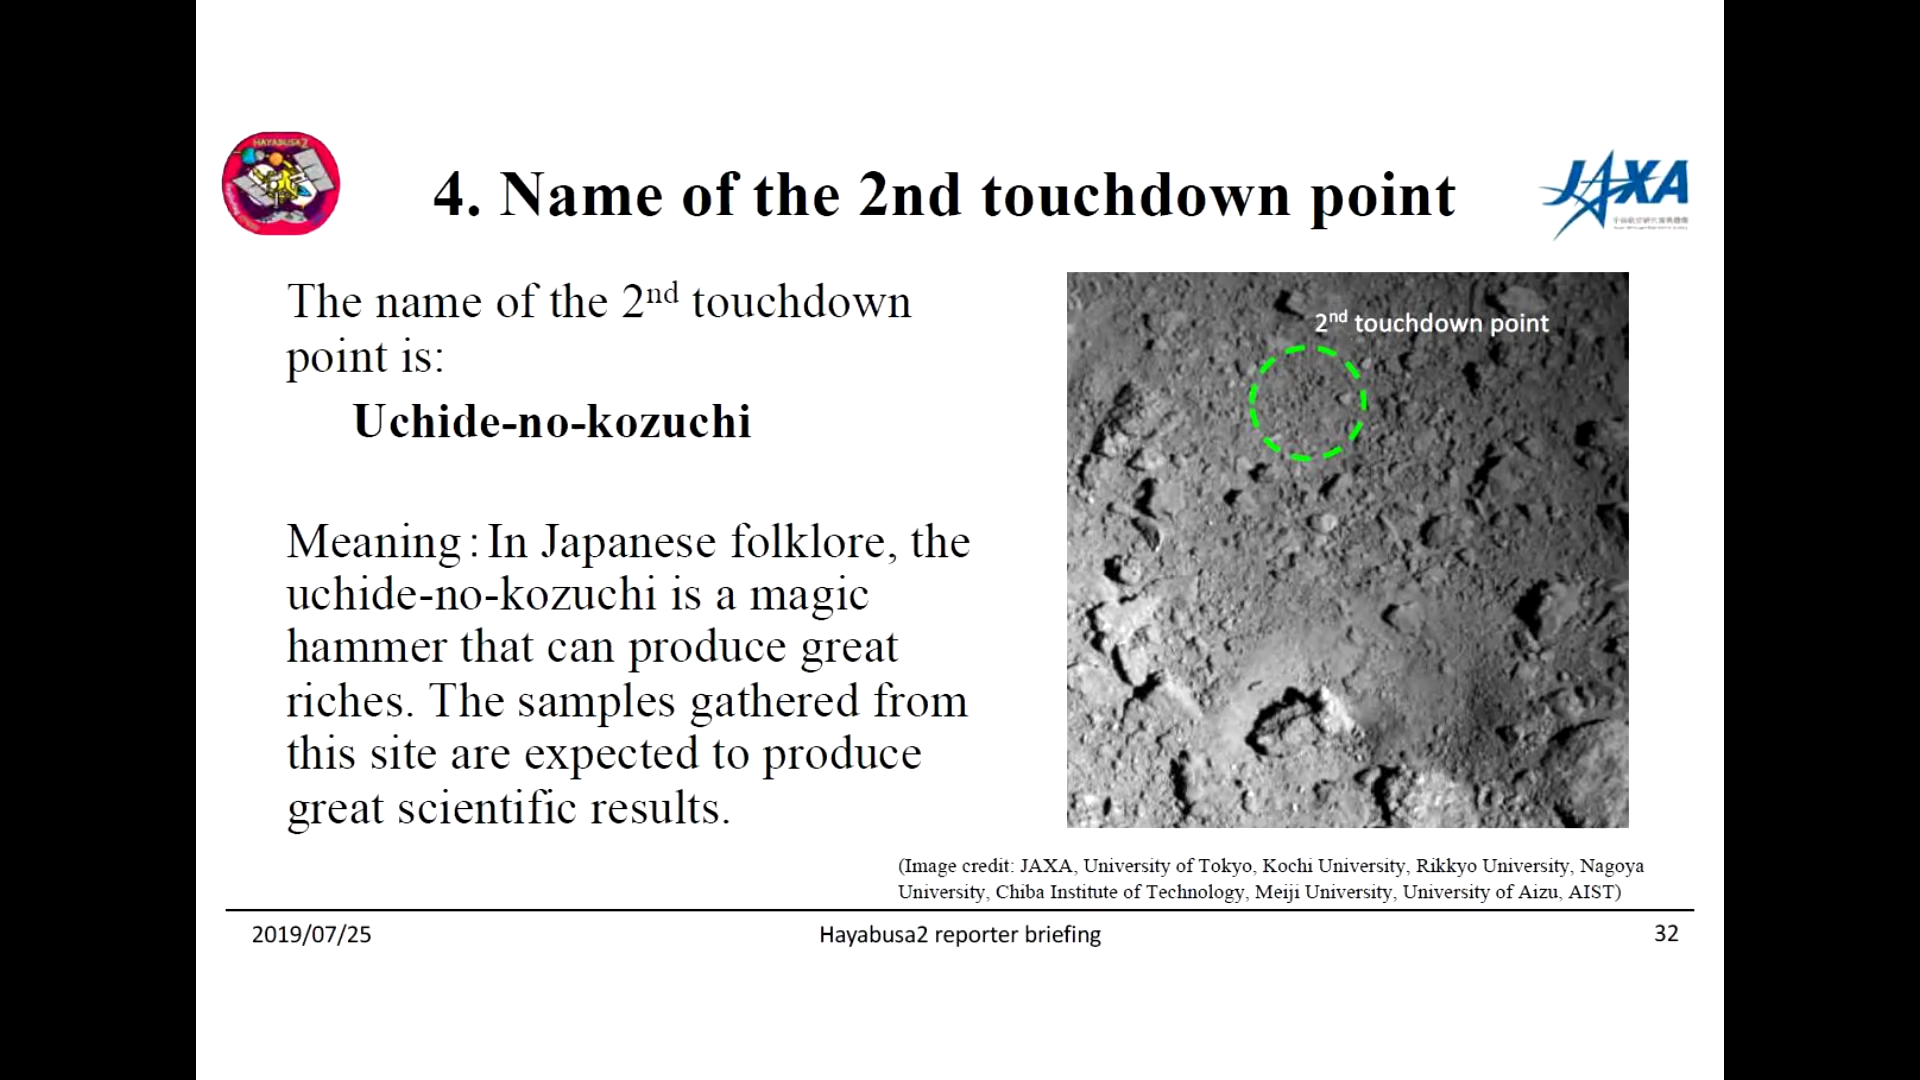 HAYABUSA2
4. Name of the 2nd touchdown point
JAXA
The name of the 2nd touchdown
point is:
Uchide-no-kozuchi
Meaning : In Japanese folklore, the
uchide-no-kozuchi is a magic
hammer that can produce great
riches. The samples gathered from
this site are expected to produce
great scientific results.
2nd touchdown point
(Image credit: JAXA, University of Tokyo, Kochi University, Rikkyo University, Nagoya
University, Chiba Institute of Technology, Meiji University, University of Aizu, AIST)
2019/07/25
Hayabusa2 reporter briefing
32